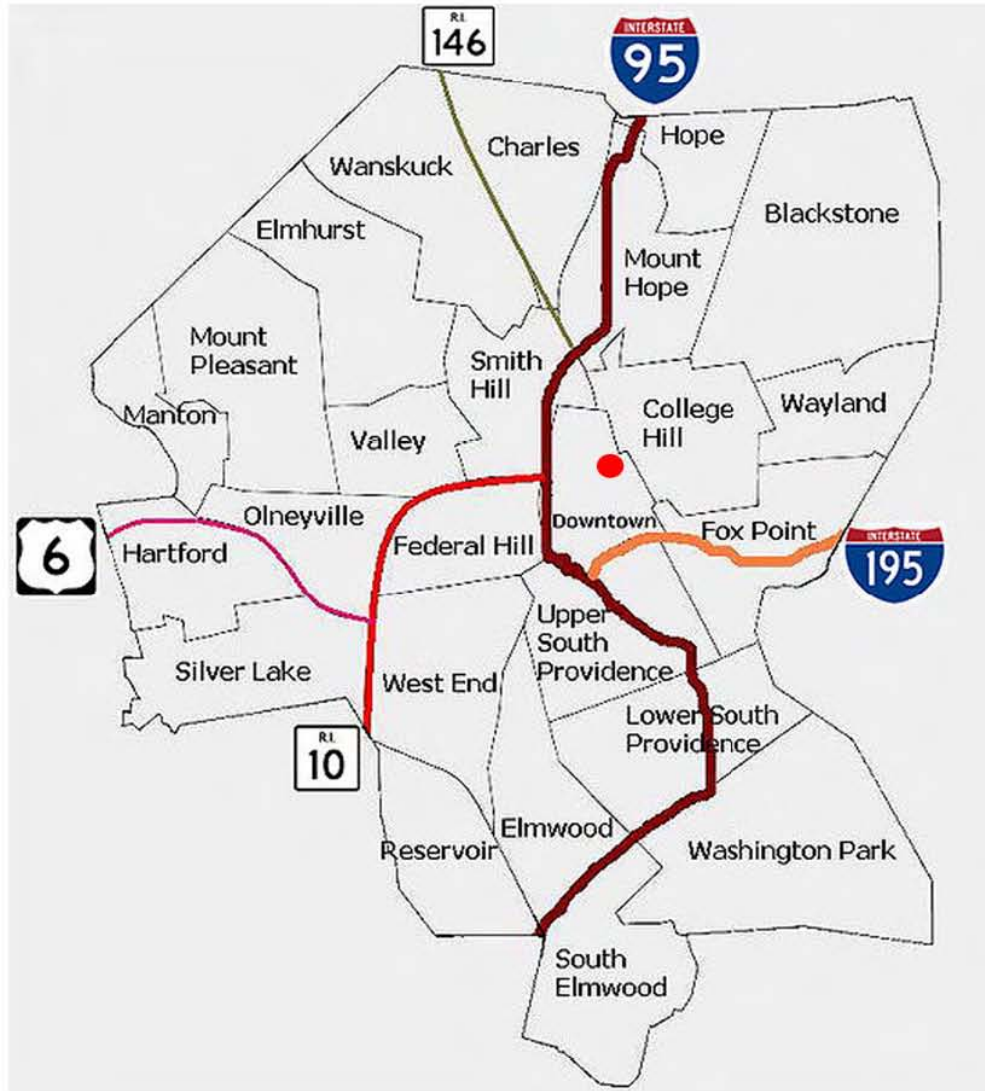 R.I.
146
INTERSTATE
95
Charles
Hope
Wanskuck
Blackstone
Elmhurst
Mount
Hope
Mount
Pleasant
Smith
Hill
Manton
Valley
College
Hill
Wayland
Olneyville
Downtown
Fox Point
6
Hartford
Federal Hill
INTERSTATE
195
Upper
South
Providence
Silver Lake
West End
Lower South
Providence
R.I.
10
Elmwood
Reservoir
Washington Park
South
Elmwood